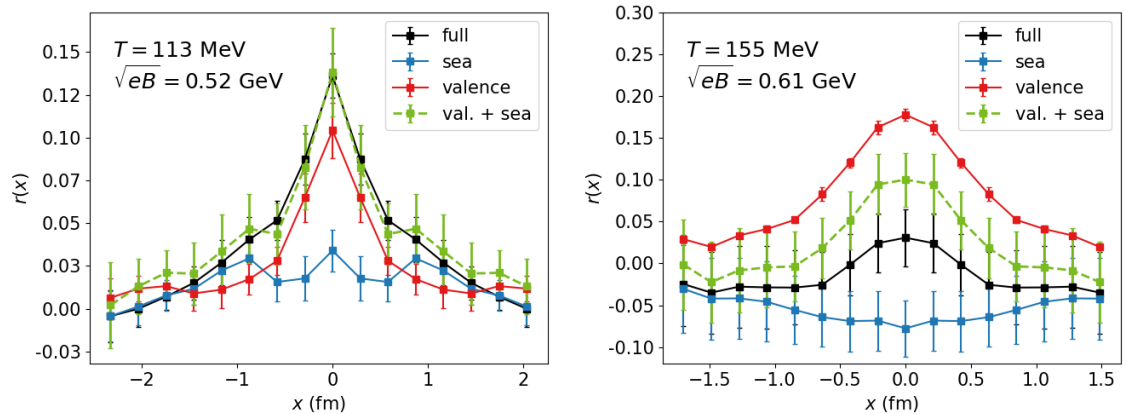 T = 113 MeV
√eB = 0.52 GeV
full
sea
valence
val. + sea
r(x)
0.15
0.12
0.10
0.07
0.05
0.03
0.00
-0.03
−2
−1
0
1
2
x (fm)
T = 155 MeV
√eB = 0.61 GeV
full
sea
valence
val. + sea
r(x)
0.30
0.25
0.20
0.15
0.10
0.05
0.00
-0.05
-0.10
−1.5
−1.0
−0.5
0.0
0.5
1.0
1.5
x (fm)